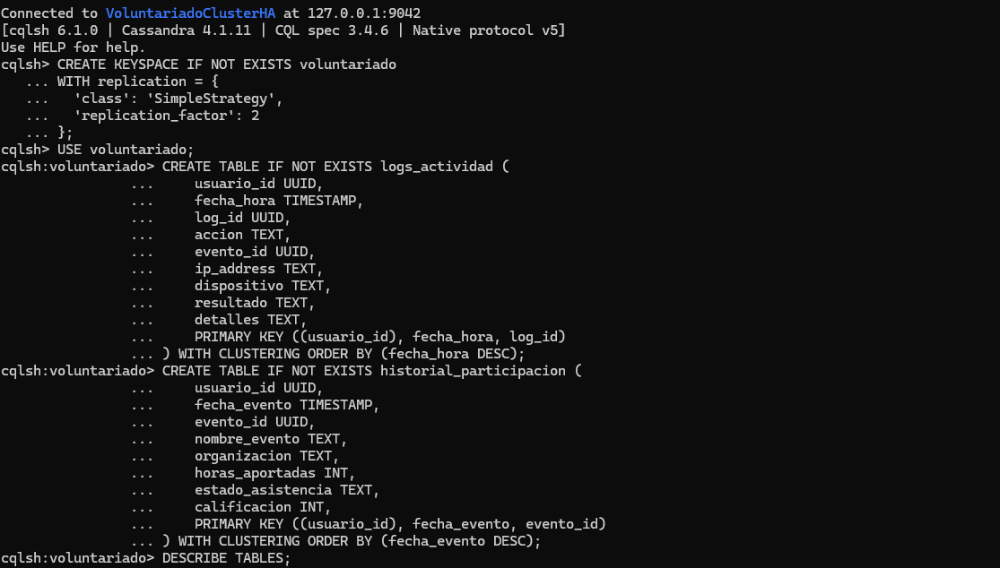 Connected to VoluntariadoClusterHA at 127.0.0.1:9042
[cqlsh 6.1.0 | Cassandra 4.1.11 | CQL spec 3.4.6 | Native protocol v5]
Use HELP for help.
cqlsh> CREATE KEYSPACE IF NOT EXISTS voluntariado
   ... WITH replication = {
   ...   'class': 'SimpleStrategy',
   ...   'replication_factor': 2
   ... };
cqlsh> USE voluntariado;
cqlsh:voluntariado> CREATE TABLE IF NOT EXISTS logs_actividad (
                ...     usuario_id UUID,
                ...     fecha_hora TIMESTAMP,
                ...     log_id UUID,
                ...     accion TEXT,
                ...     evento_id UUID,
                ...     ip_address TEXT,
                ...     dispositivo TEXT,
                ...     resultado TEXT,
                ...     detalles TEXT,
                ...     PRIMARY KEY ((usuario_id), fecha_hora, log_id)
                ... ) WITH CLUSTERING ORDER BY (fecha_hora DESC);
cqlsh:voluntariado> CREATE TABLE IF NOT EXISTS historial_participacion (
                ...     usuario_id UUID,
                ...     fecha_evento TIMESTAMP,
                ...     evento_id UUID,
                ...     nombre_evento TEXT,
                ...     organizacion TEXT,
                ...     horas_aportadas INT,
                ...     estado_asistencia TEXT,
                ...     calificacion INT,
                ...     PRIMARY KEY ((usuario_id), fecha_evento, evento_id)
                ... ) WITH CLUSTERING ORDER BY (fecha_evento DESC);
cqlsh:voluntariado> DESCRIBE TABLES;